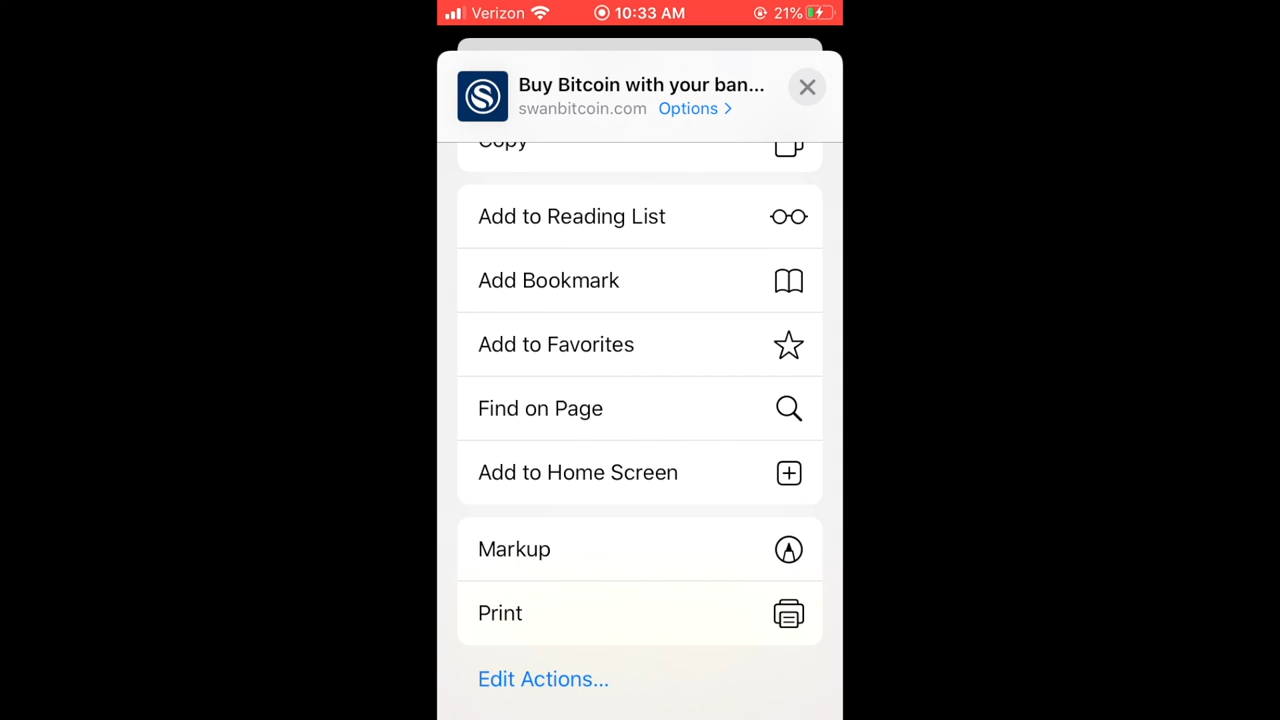 Verizon 10:33 AM 21%
Buy Bitcoin with your ban...
swanbitcoin.com Options >
Copy
Add to Reading List
Add Bookmark
Add to Favorites
Find on Page
Add to Home Screen
Markup
Print
Edit Actions...